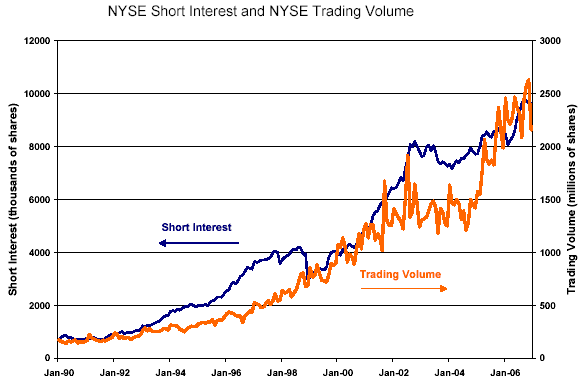 NYSE Short Interest and NYSE Trading Volume
12000
10000
8000
6000
4000
2000
0
3000
2500
2000
1500
1000
500
0
Short Interest (thousands of shares)
Trading Volume (millions of shares)
Short Interest
Trading Volume
Jan-90 Jan-92 Jan-94 Jan-96 Jan-98 Jan-00 Jan-02 Jan-04 Jan-06